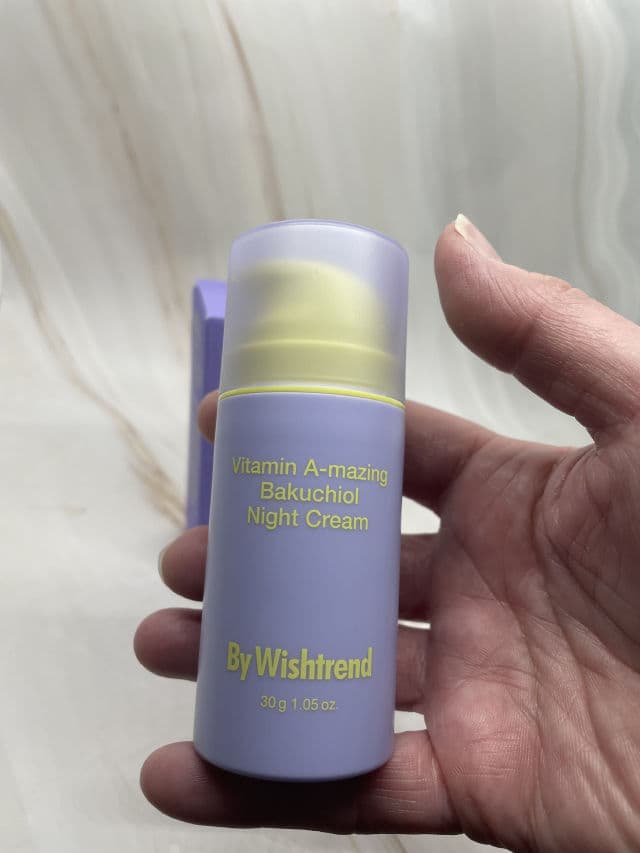 Vitamin A-mazing
Bakuchiol
Night Cream
By Wishtrend
30 g 1.05 oz.